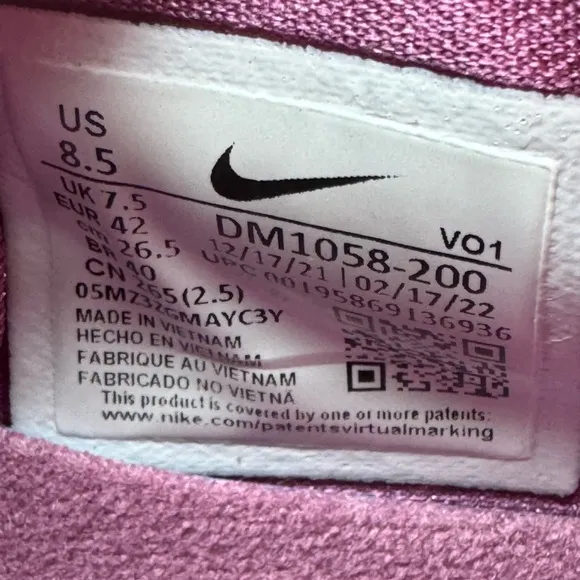 US
8.5
UK 7.5
EUR 42
cm 26.5
BR 40
CN 265 (2.5)
VO1
DM1058-200
12/17/21 | 02/17/22
UPC 00195869136936
MADE IN VIETNAM
HECHO EN VIETNAM
FABRIQUE AU VIETNAM
FABRICADO NO VIETNÃ
This product is covered by one or more patents:
www.nike.com/patentsvirtualmarking